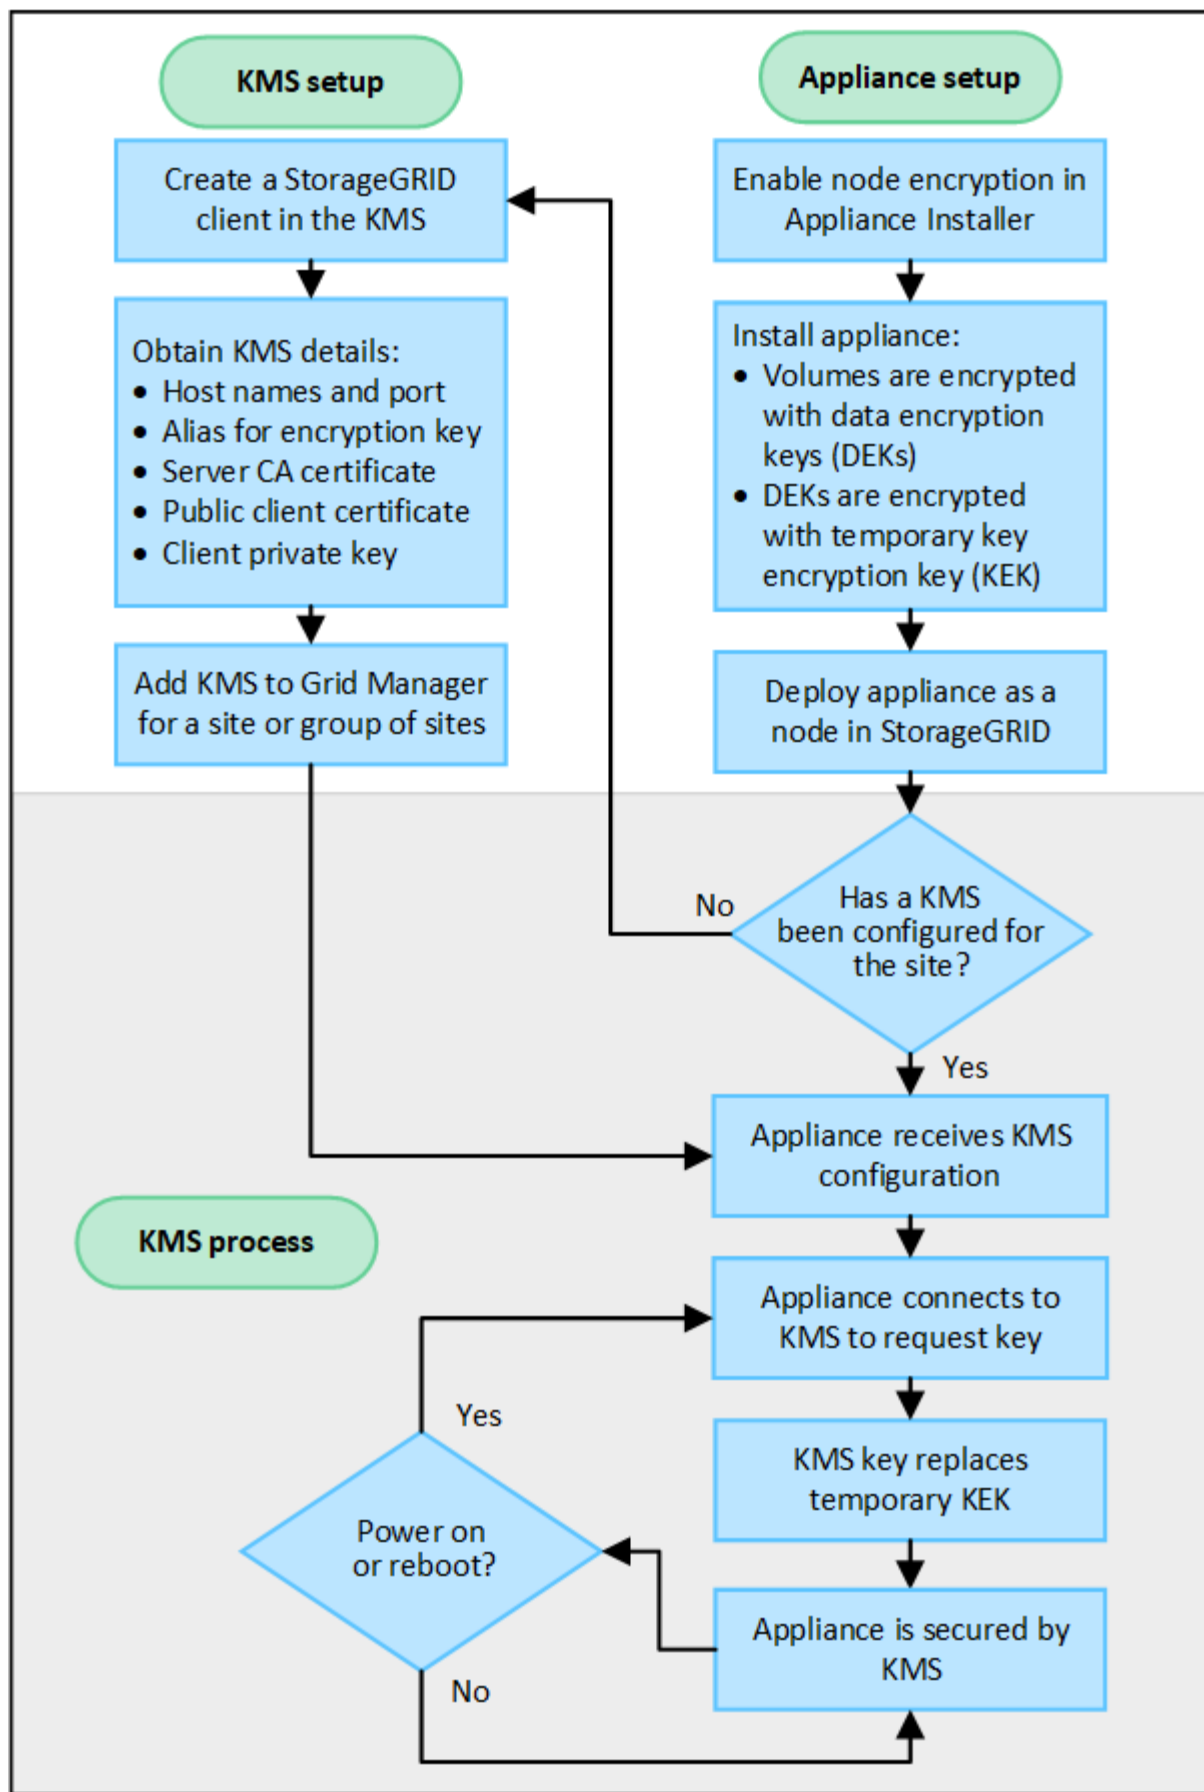 KMS setup
Create a StorageGRID
client in the KMS
Obtain KMS details:
• Host names and port
• Alias for encryption key
• Server CA certificate
• Public client certificate
• Client private key
Add KMS to Grid Manager
for a site or group of sites
Appliance setup
Enable node encryption in
Appliance Installer
Install appliance:
• Volumes are encrypted
with data encryption
keys (DEKs)
• DEKs are encrypted
with temporary key
encryption key (KEK)
Deploy appliance as a
node in StorageGRID
Has a KMS
been configured for
the site?
No
Yes
KMS process
Appliance receives KMS
configuration
Appliance connects to
KMS to request key
KMS key replaces
temporary KEK
Appliance is secured by
KMS
Power on
or reboot?
Yes
No